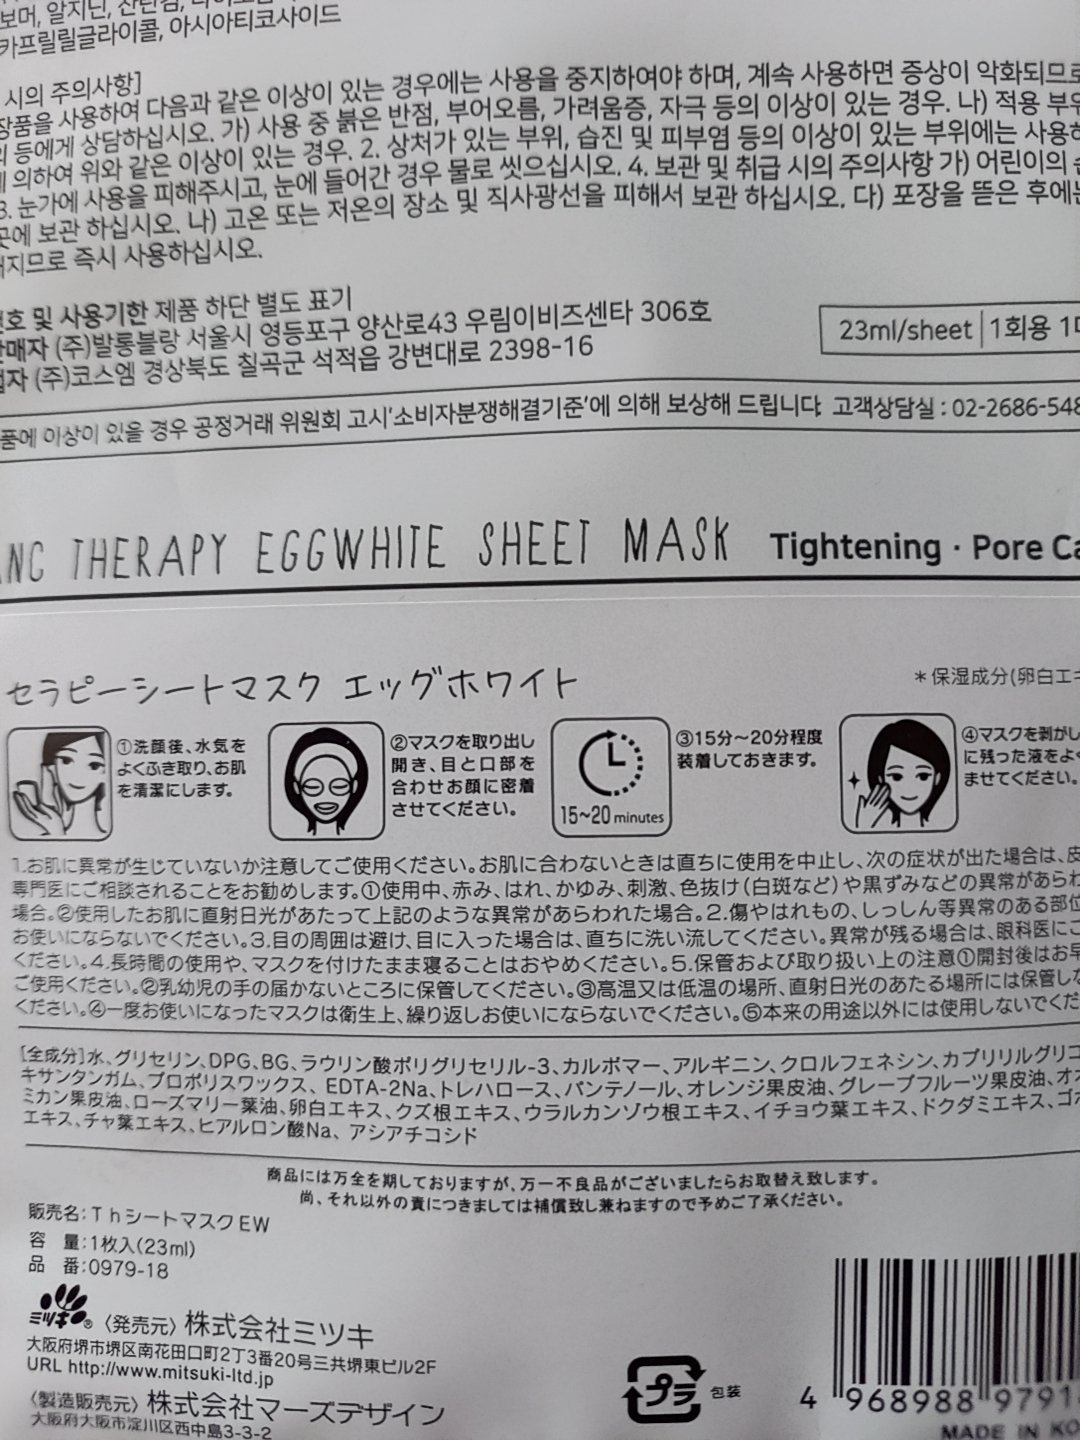 보머, 알지닌, 잔탄검,
카프릴릴글라이콜, 아시아티코사이드
시의 주의사항]
장품을 사용하여 다음과 같은 이상이 있는 경우에는 사용을 중지하여야 하며, 계속 사용하면 증상이 악화되므로
등에게 상담하십시오. 가) 사용 중 붉은 반점, 부어오름, 가려움증, 자극 등의 이상이 있는 경우. 나) 적용 부위
의하여 위와 같은 이상이 있는 경우. 2. 상처가 있는 부위, 습진 및 피부염 등의 이상이 있는 부위에는 사용하
3. 눈가에 사용을 피해주시고, 눈에 들어간 경우 물로 씻으십시오. 4. 보관 및 취급 시의 주의사항 가) 어린이의
곳에 보관 하십시오. 나) 고온 또는 저온의 장소 및 직사광선을 피해서 보관 하십시오. 다) 포장을 뜯은 후에는
지므로 즉시 사용하십시오.
호 및 사용기한 제품 하단 별도 표기
매자 (주)발롱블랑 서울시 영등포구 양산로43 우림이비즈센타 306호
자 (주)코스엠 경상북도 칠곡군 석적읍 강변대로 2398-16
23ml/sheet | 1회용 1
품에 이상이 있을 경우 공정거래 위원회 고시'소비자분쟁해결기준'에 의해 보상해 드립니다. 고객상담실 : 02-2686-548
NG THERAPY EGGWHITE SHEET MASK Tightening · Pore Ca
セラピーシートマスク エッグホワイト
＊保湿成分(卵白エキ
①洗顔後、水気を
よくふき取り、お肌
を清潔にします。
②マスクを取り出し
開き、目と口部を
合わせお顔に密着
させてください。
15~20 minutes
③15分~20分程度
装着しておきます。
④マスクを剥がし
に残った液をよく
ませてください。
1.お肌に異常が生じていないか注意してご使用ください。お肌に合わないときは直ちに使用を中止し、次の症状が出た場合は、皮
専門医にご相談されることをお勧めします。①使用中、赤み、はれ、かゆみ、刺激、色抜け(白斑など)や黒ずみなどの異常があらわ
場合。②使用したお肌に直射日光があたって上記のような異常があらわれた場合。2.傷やはれもの、しっしん等異常のある部位
お使いにならないでください。3.目の周囲は避け、目に入った場合は、直ちに洗い流してください。異常が残る場合は、眼科医にご
ください。4.長時間の使用や、マスクを付けたまま寝ることはおやめください。5.保管および取り扱い上の注意①開封後はお早
ご使用ください。②乳幼児の手の届かないところに保管してください。③高温又は低温の場所、直射日光のあたる場所には保管しな
ください。④一度お使いになったマスクは衛生上、繰り返しお使いにならないでください。⑤本来の用途以外には使用しないでくだ
[全成分]水、グリセリン、DPG、BG、ラウリン酸ポリグリセリル-3、カルボマー、アルギニン、クロルフェネシン、カプリリルグリコ
キサンタンガム、プロポリスワックス、EDTA-2Na、トレハロース、パンテノール、オレンジ果皮油、グレープフルーツ果皮油、オス
ミカン果皮油、ローズマリー葉油、卵白エキス、クズ根エキス、ウラルカンゾウ根エキス、イチョウ葉エキス、ドクダミエキス、ゴボ
エキス、チャ葉エキス、ヒアルロン酸Na、アシアチコシド
商品には万全を期しておりますが、万一不良品がございましたらお取替え致します。
尚、それ以外の責につきましては補償致し兼ねますので予めご了承ください。
販売名：Ｔｈシートマスク EW
容 量：1枚入(23ml)
品 番：0979-18
ミツキ® 〈発売元〉株式会社ミツキ
大阪府堺市堺区南花田口町2丁3番20号三共堺東ビル2F
URL http://www.mitsuki-ltd.jp
〈製造販売元〉株式会社マーズデザイン
大阪府大阪市淀川区西中島3-3-2
プラ 包装
4 968988 9791
MADE IN KO